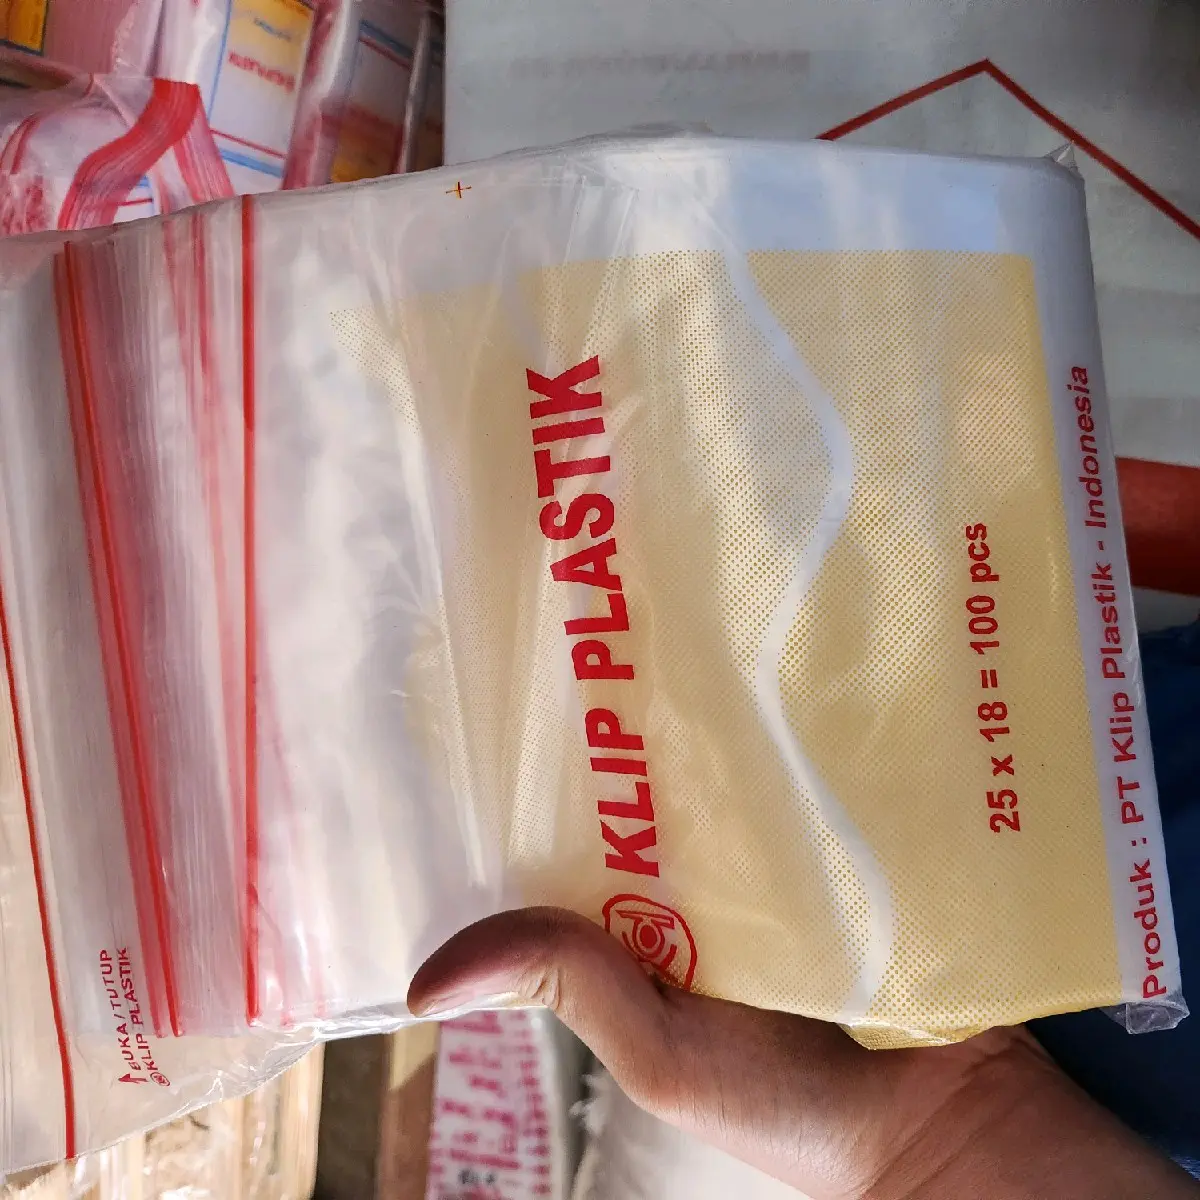 KLIP PLASTIK
25 x 18 = 100 pcs
Produk : PT Klip Plastik - Indonesia
BUKA / TUTUP
KLIP PLASTIK